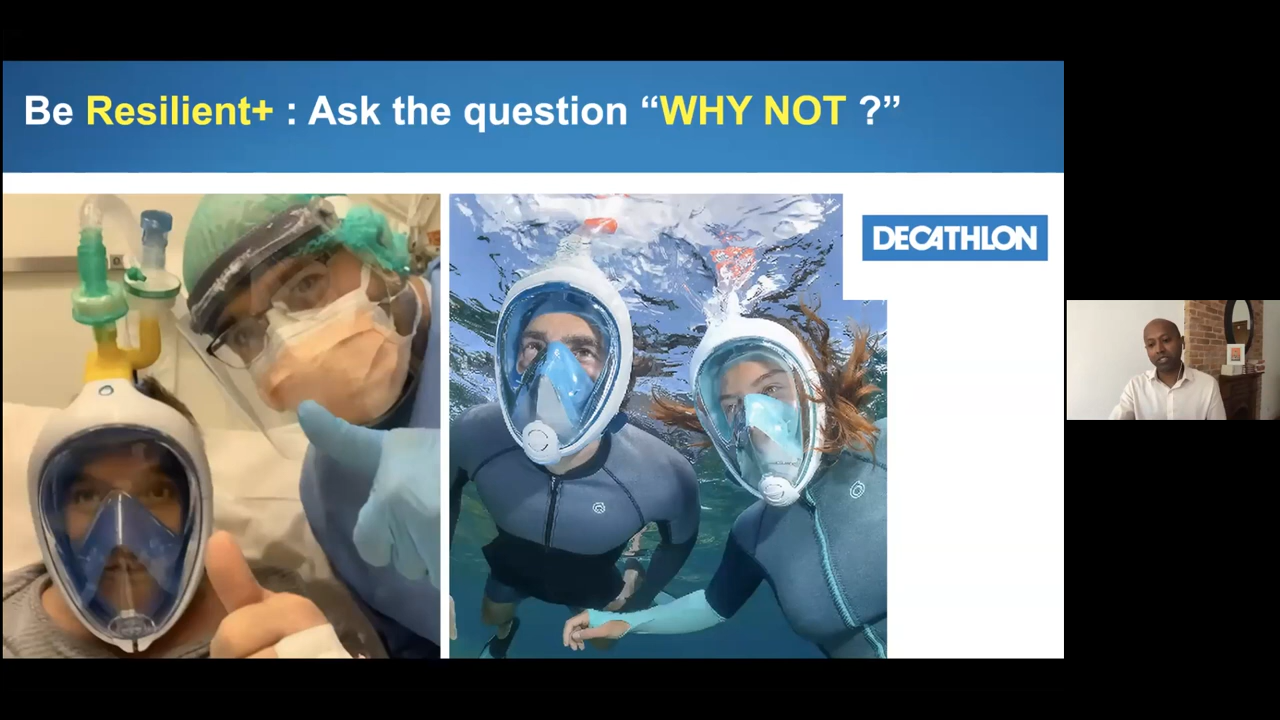 Be Resilient+ : Ask the question “WHY NOT ?”
DECATHLON